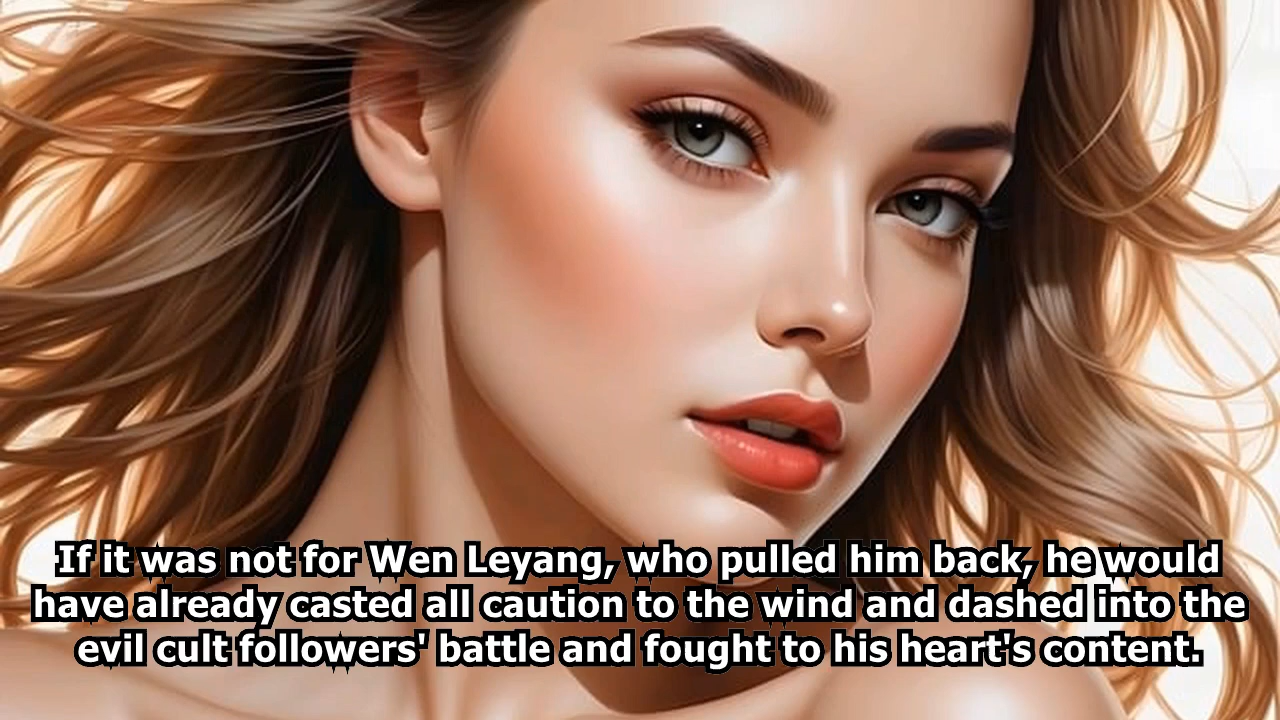 If it was not for Wen Leyang, who pulled him back, he would
have already casted all caution to the wind and dashed into the
evil cult followers' battle and fought to his heart's content.